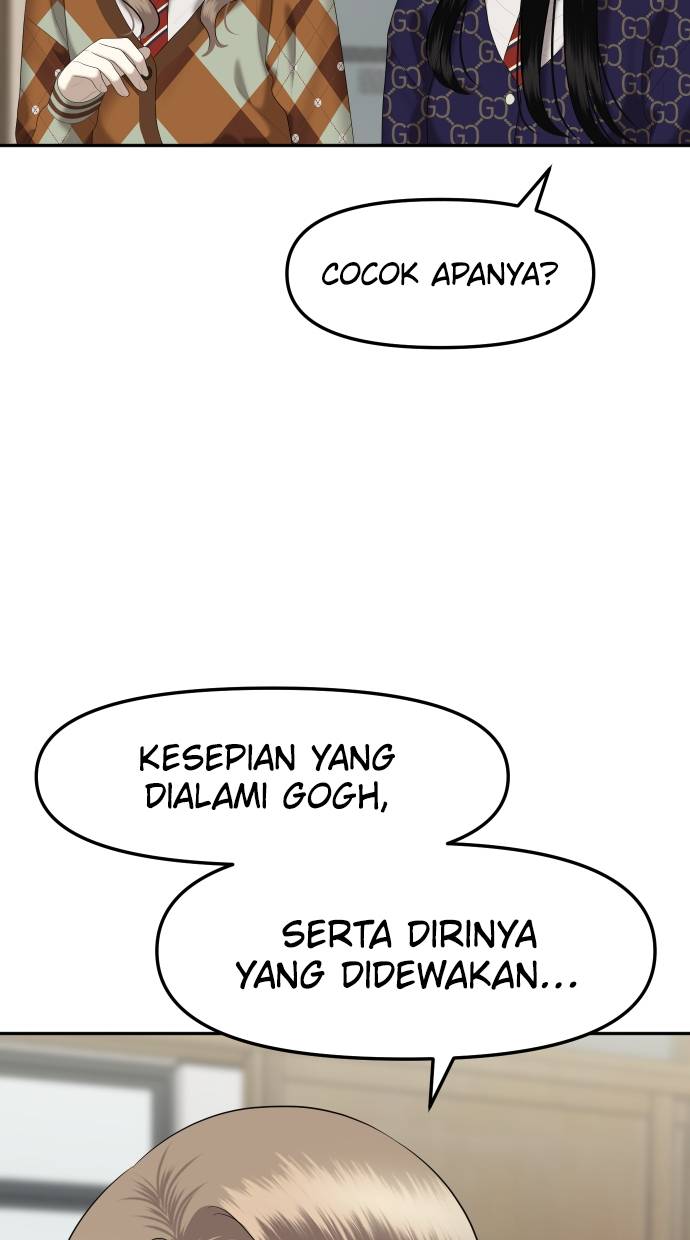 COCOK APANYA?
KESEPIAN YANG
DIALAMI GOGH,
SERTA DIRINYA
YANG DIDEWAKAN...